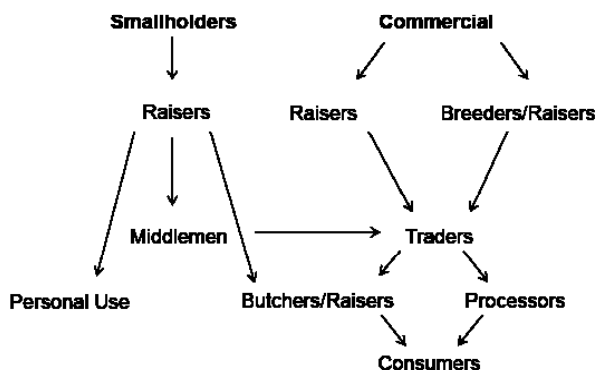 Smallholders Commercial
Raisers Raisers Breeders/Raisers
Middlemen Traders
Personal Use Butchers/Raisers Processors
Consumers